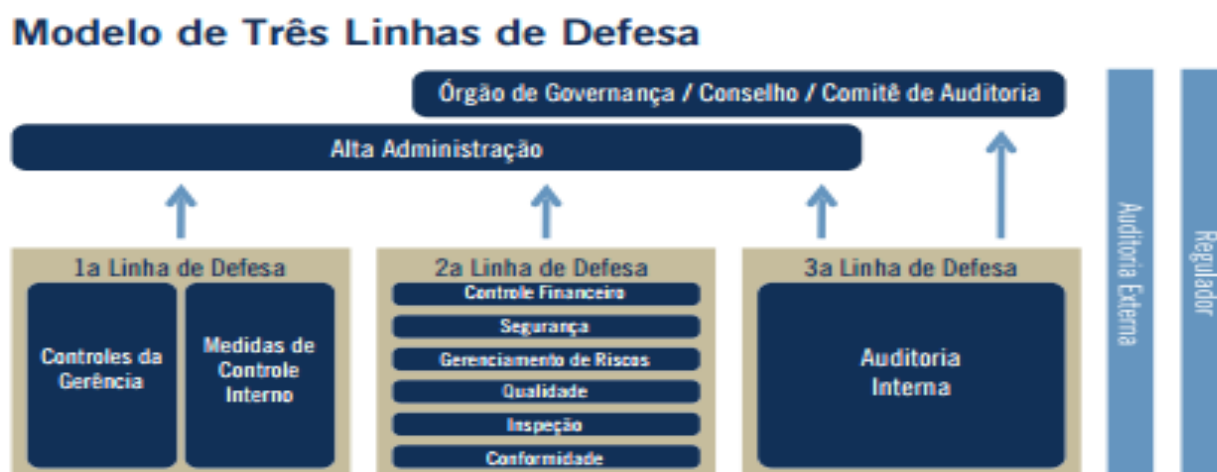 Modelo de Três Linhas de Defesa
Órgão de Governança / Conselho / Comitê de Auditoria
Alta Administração
1a Linha de Defesa
Controles da
Gerência
Medidas de
Controle
Interno
2a Linha de Defesa
Controle Financeiro
Segurança
Gerenciamento de Riscos
Qualidade
Inspeção
Conformidade
3a Linha de Defesa
Auditoria
Interna
Auditoria Externa
Regulador